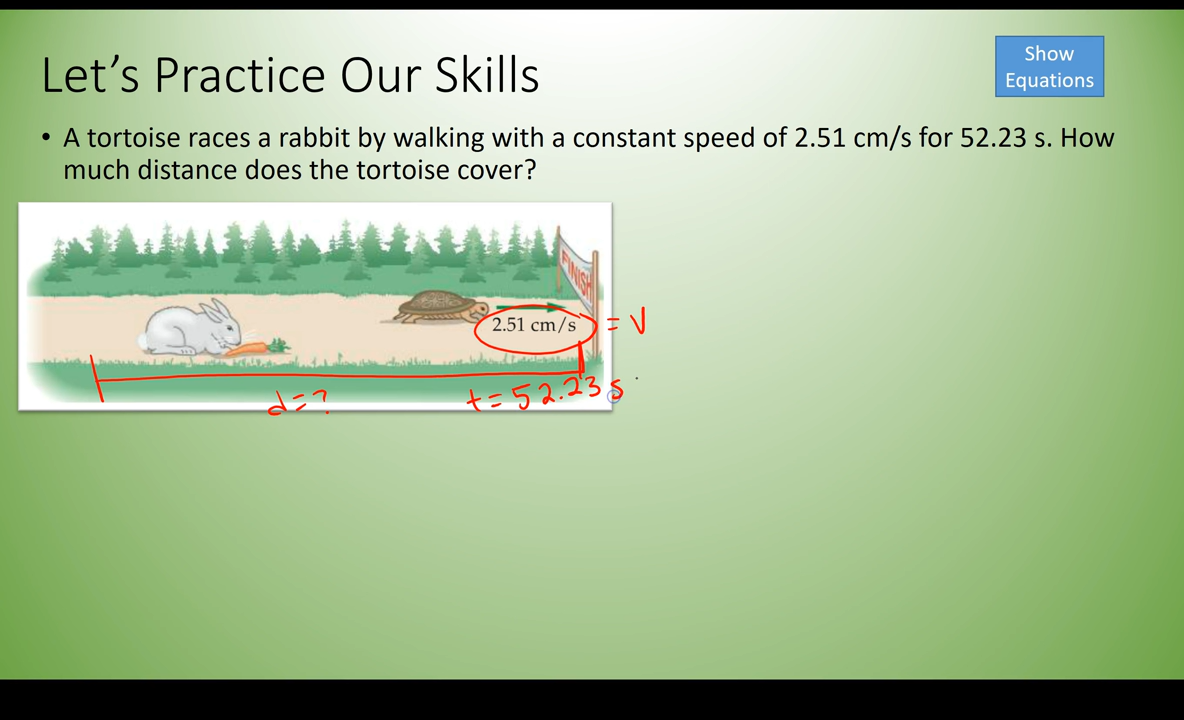 Let's Practice Our Skills
Show
Equations
• A tortoise races a rabbit by walking with a constant speed of 2.51 cm/s for 52.23 s. How
much distance does the tortoise cover?
FINISH
2.51 cm/s = V
d = ?
t = 52.23 s